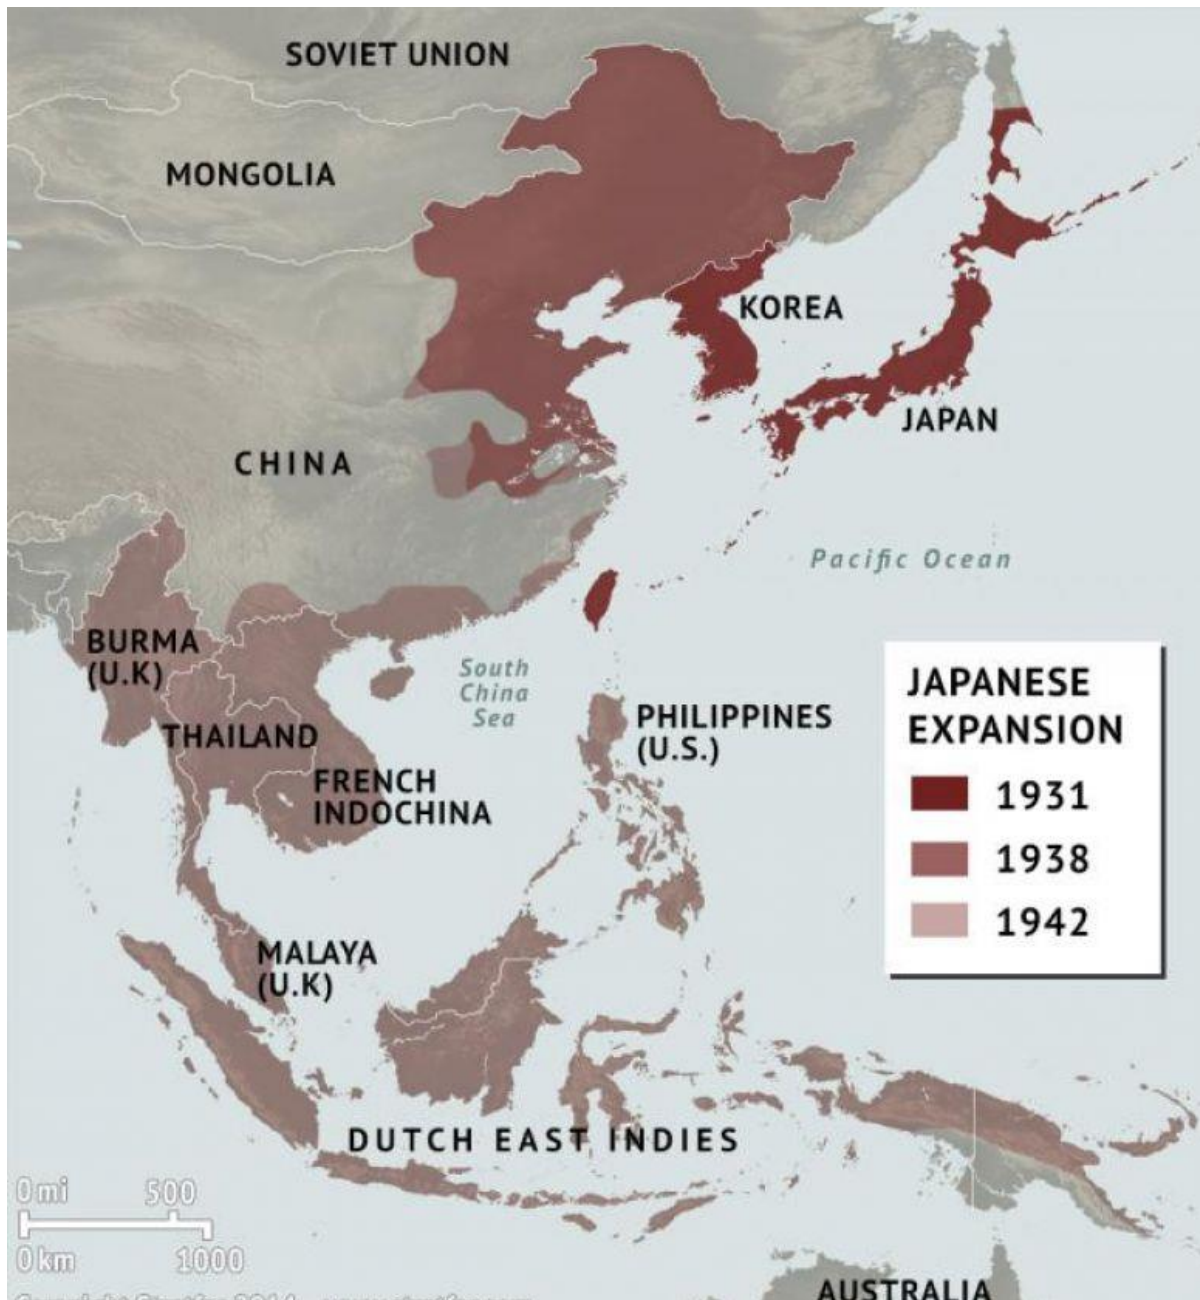 SOVIET UNION
MONGOLIA
KOREA
JAPAN
CHINA
Pacific Ocean
BURMA
(U.K)
South
China
Sea
THAILAND
PHILIPPINES
(U.S.)
FRENCH
INDOCHINA
JAPANESE
EXPANSION
1931
1938
1942
MALAYA
(U.K)
DUTCH EAST INDIES
0 mi 500
0 km 1000
AUSTRALIA